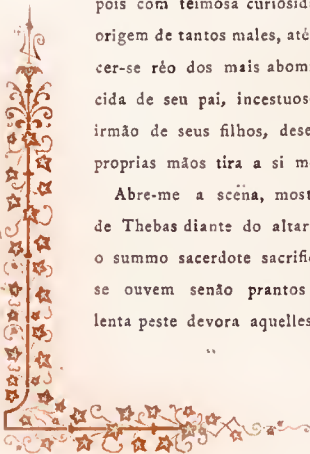 pois com teimosa curiosid
origem de tantos males, até
cer-se réo dos mais abom
cida de seu pai, incestuos
irmão de seus filhos, dese
proprias mãos tira a si m
Abre-me a scëna, most
de Thebas diante do altar
o summo sacerdote sacrifi
se ouvem senão prantos
lenta peste devora aquelles